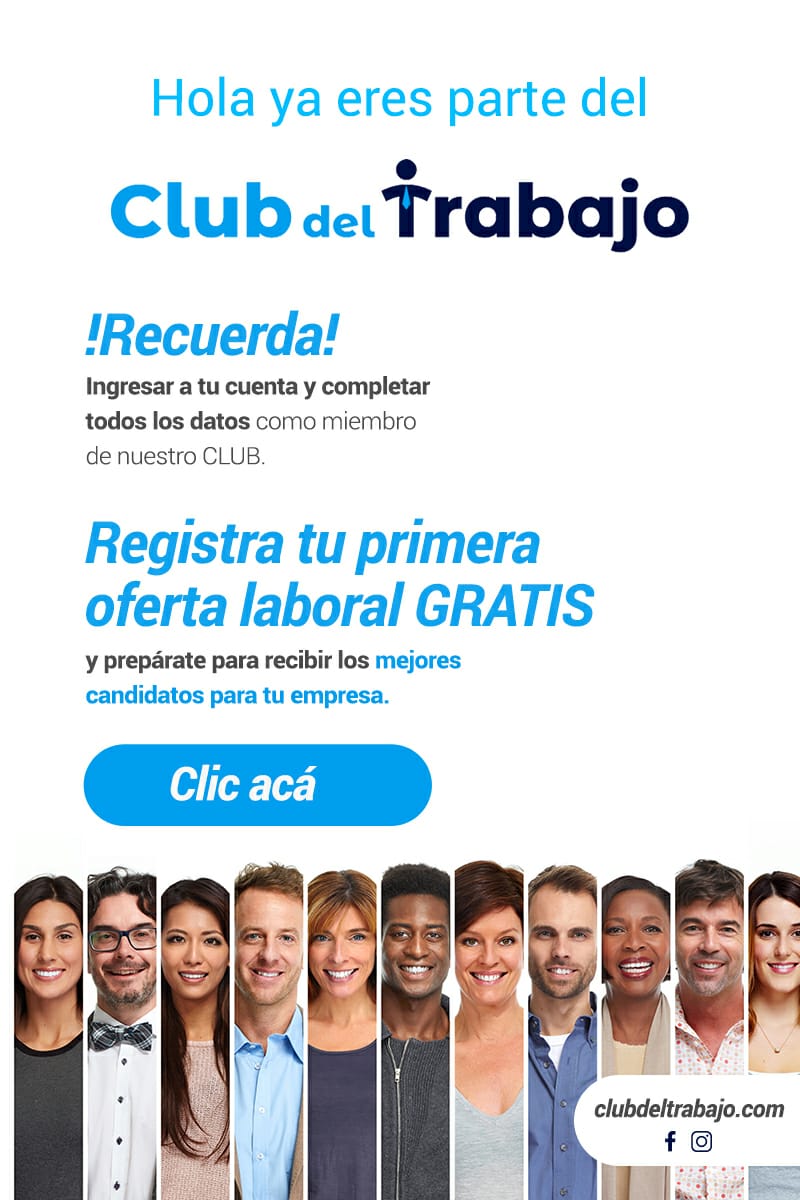 Hola ya eres parte del
Club del Trabajo
!Recuerda!
Ingresar a tu cuenta y completar
todos los datos como miembro
de nuestro CLUB.
Registra tu primera
oferta laboral GRATIS
y prepárate para recibir los mejores
candidatos para tu empresa.
Clic acá
clubdeltrabajo.com